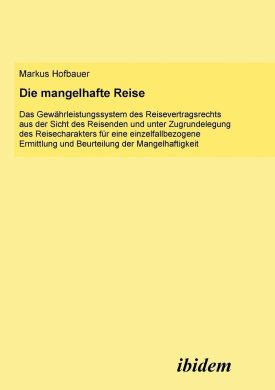 Markus Hofbauer
Die mangelhafte Reise
Das Gewährleistungssystem des Reisevertragsrechts
aus der Sicht des Reisenden und unter Zugrundelegung
des Reisecharakters für eine einzelfallbezogene
Ermittlung und Beurteilung der Mangelhaftigkeit
ibidem